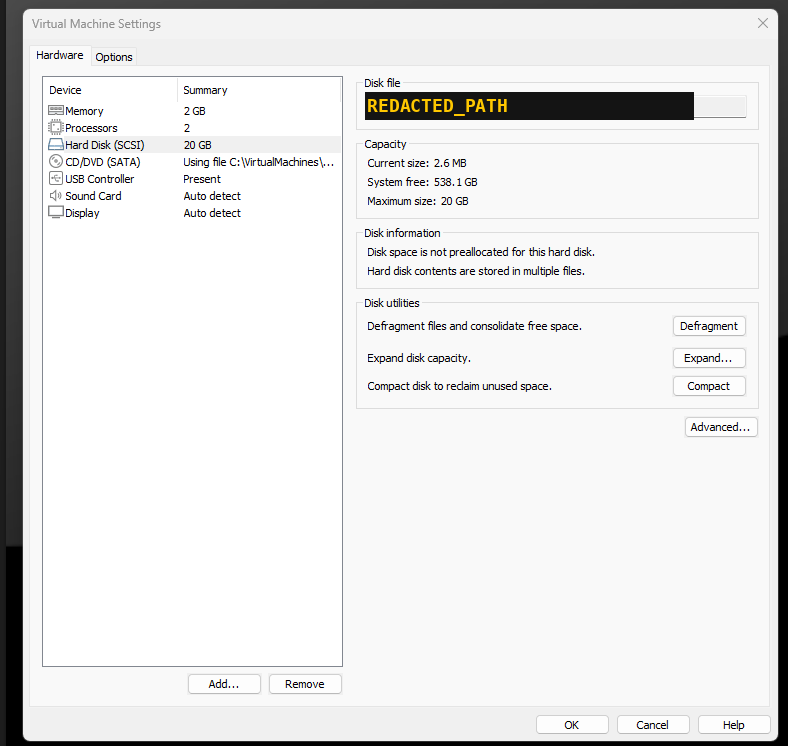 Virtual Machine Settings
Hardware
Options
Device Summary
Memory 2 GB
Processors 2
Hard Disk (SCSI) 20 GB
CD/DVD (SATA) Using file C:\VirtualMachines\...
USB Controller Present
Sound Card Auto detect
Display Auto detect
Add...
Remove
Disk file
REDACTED_PATH
Capacity
Current size: 2.6 MB
System free: 538.1 GB
Maximum size: 20 GB
Disk information
Disk space is not preallocated for this hard disk.
Hard disk contents are stored in multiple files.
Disk utilities
Defragment files and consolidate free space.
Defragment
Expand disk capacity.
Expand...
Compact disk to reclaim unused space.
Compact
Advanced...
OK
Cancel
Help